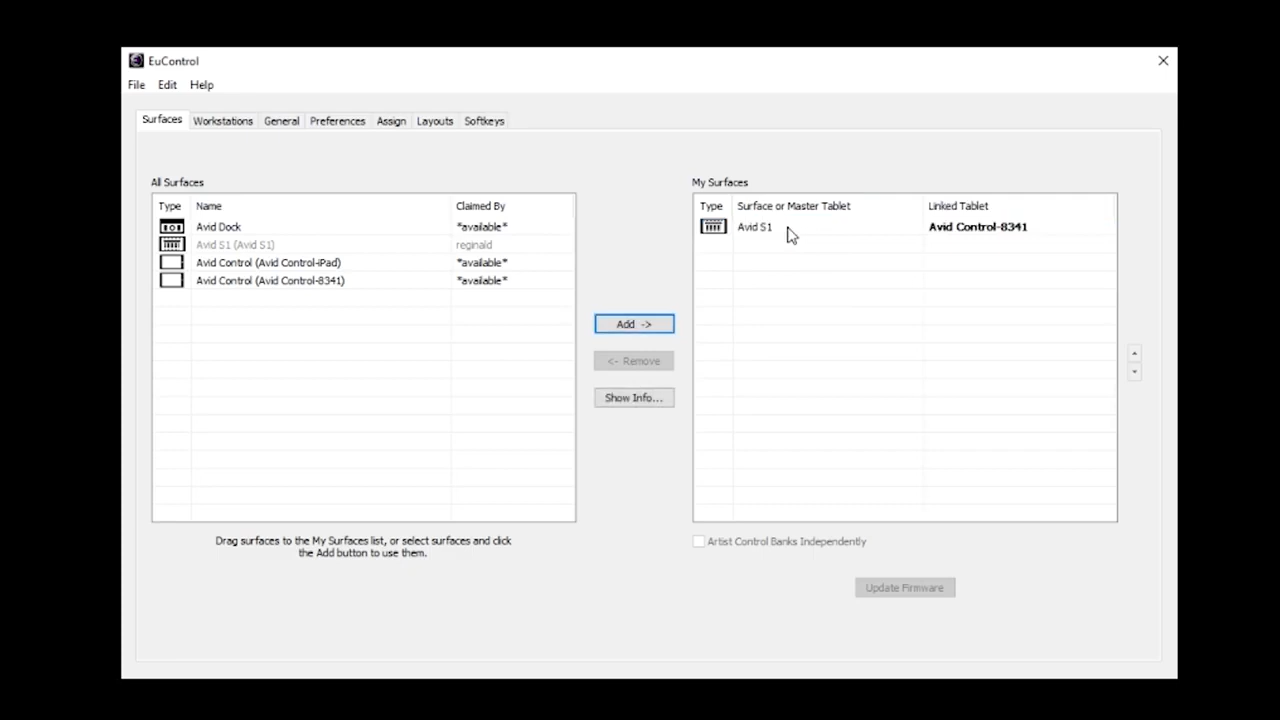 EuControl
File Edit Help
Surfaces Workstations General Preferences Assign Layouts Softkeys
All Surfaces
Type Name Claimed By
Avid Dock *available*
Avid S1 (Avid S1) reginald
Avid Control (Avid Control-iPad) *available*
Avid Control (Avid Control-8341) *available*
Drag surfaces to the My Surfaces list, or select surfaces and click
the Add button to use them.
Add ->
<- Remove
Show Info...
My Surfaces
Type Surface or Master Tablet Linked Tablet
Avid S1 Avid Control-8341
Artist Control Banks Independently
Update Firmware